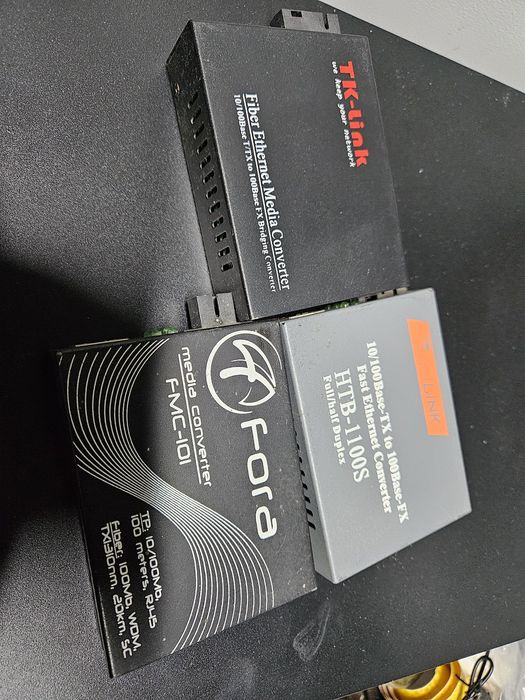 TK-Link
we keep your network
Fiber Ethernet Media Converter
10/100Base T/TX to 100Base FX Bridging Converter
LINK
10/100Base-TX to 100Base-FX
Fast Ethernet Converter
HTB-1100S
Full/half Duplex
Fora
media converter
FMC-101
TP: 10/100Mb,
100 meters, RJ45
Fiber: 100Mb, WDM,
TX1310nm, 20km, SC